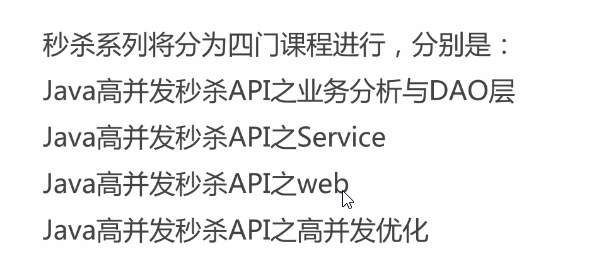 秒杀系列将分为四门课程进行，分别是：
Java高并发秒杀API之业务分析与DAO层
Java高并发秒杀API之Service
Java高并发秒杀API之web
Java高并发秒杀API之高并发优化